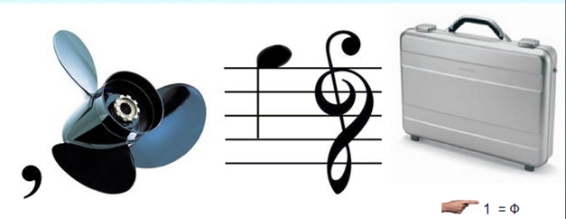 ,
1 = Ф